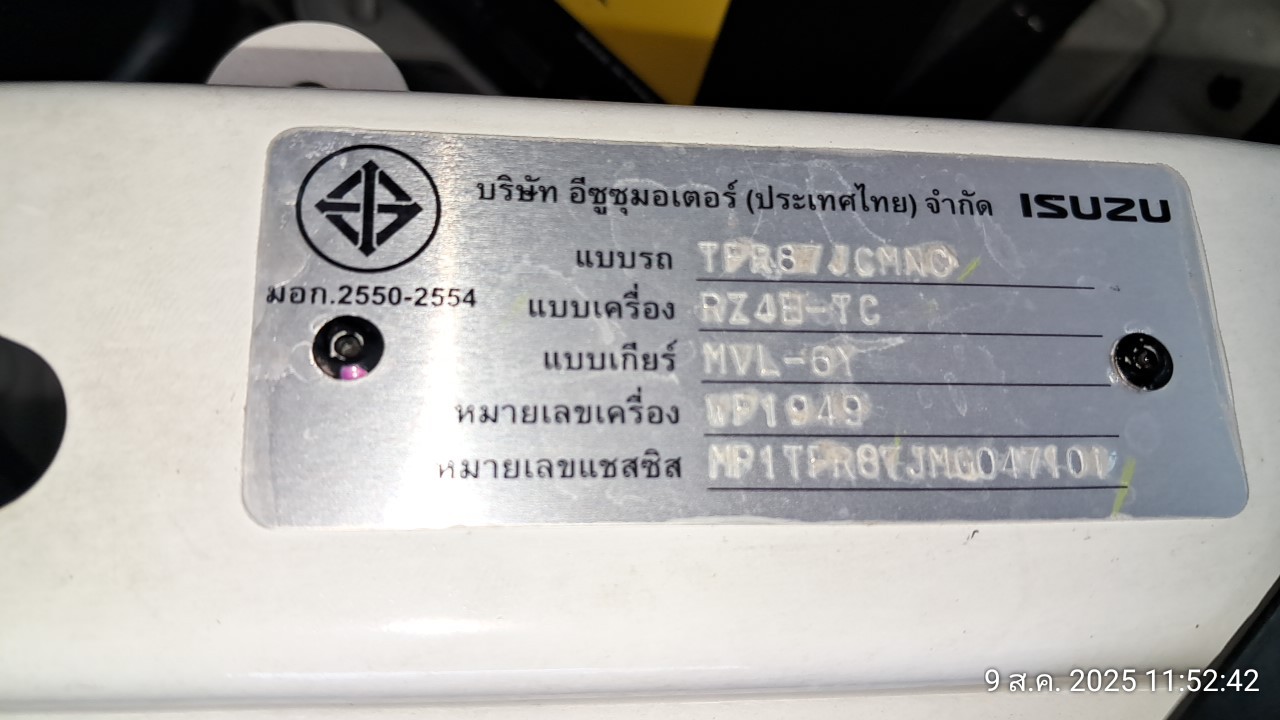 บริษัท อีซูซุมอเตอร์ (ประเทศไทย) จำกัด ISUZU
มอก.2550-2554
แบบรถ TFR87JCMNC
แบบเครื่อง RZ4E-TC
แบบเกียร์ MVL-6Y
หมายเลขเครื่อง VP1949
หมายเลขแชสซิส MP1TFR87JMG047101
9 ส.ค. 2025 11:52:42